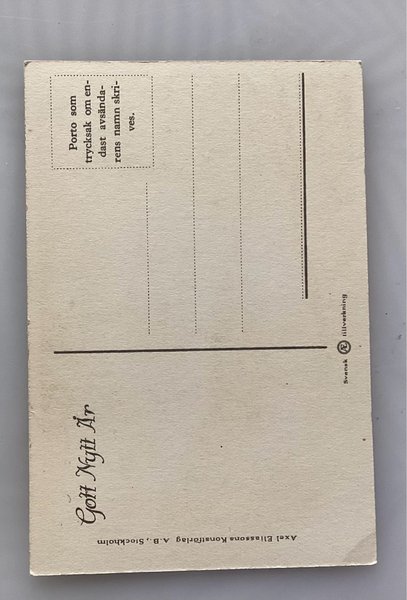 Gott Nytt År
Porto som
trycksak om en-
dast avsända-
rens namn skri-
ves.
Axel Eliassons Konstförlag A.B., Stockholm
Svensk Æ tillverkning